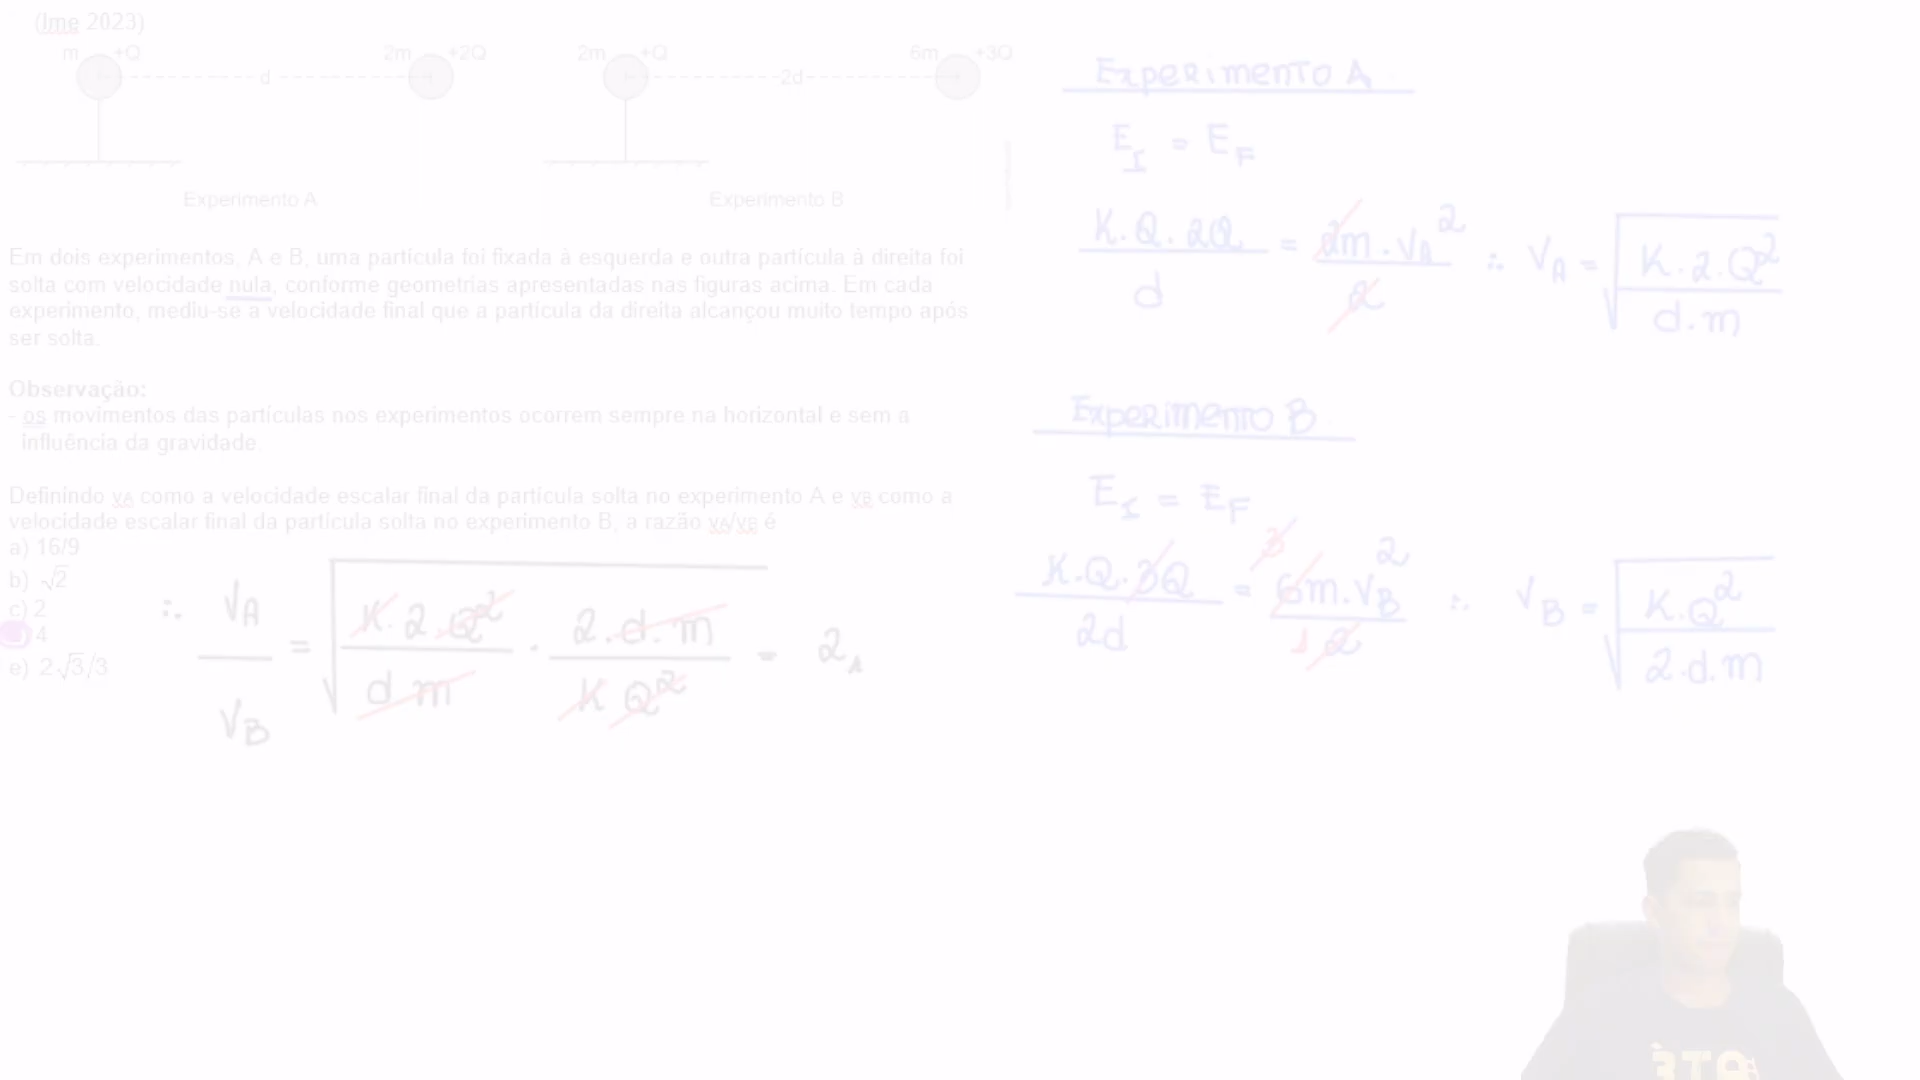 (Ime 2023)
m +Q d 2m +2Q 2m +Q 2d 6m +3Q
Experimento A Experimento B
Em dois experimentos, A e B, uma partícula foi fixada à esquerda e outra partícula à direita foi
solta com velocidade nula, conforme geometrias apresentadas nas figuras acima. Em cada
experimento, mediu-se a velocidade final que a partícula da direita alcançou muito tempo após
ser solta.
Observação:
- os movimentos das partículas nos experimentos ocorrem sempre na horizontal e sem a
influência da gravidade.
Definindo vA como a velocidade escalar final da partícula solta no experimento A e vB como a
velocidade escalar final da partícula solta no experimento B, a razão vA/vB é
a) 16/9
b) √2
c) 2
4
e) 2√3/3
∴ VA/VB = √(K.2.Q²/d m . 2.d.m/K Q²) = 2
Experimento A
EI = EF
K.Q.2Q/d = 2m.VA²/2 ∴ VA = √(K.2.Q²/d.m)
Experimento B
EI = EF
K.Q.3Q/2d = 6m.VB²/2 ∴ VB = √(K.Q²/2.d.m)
3
1